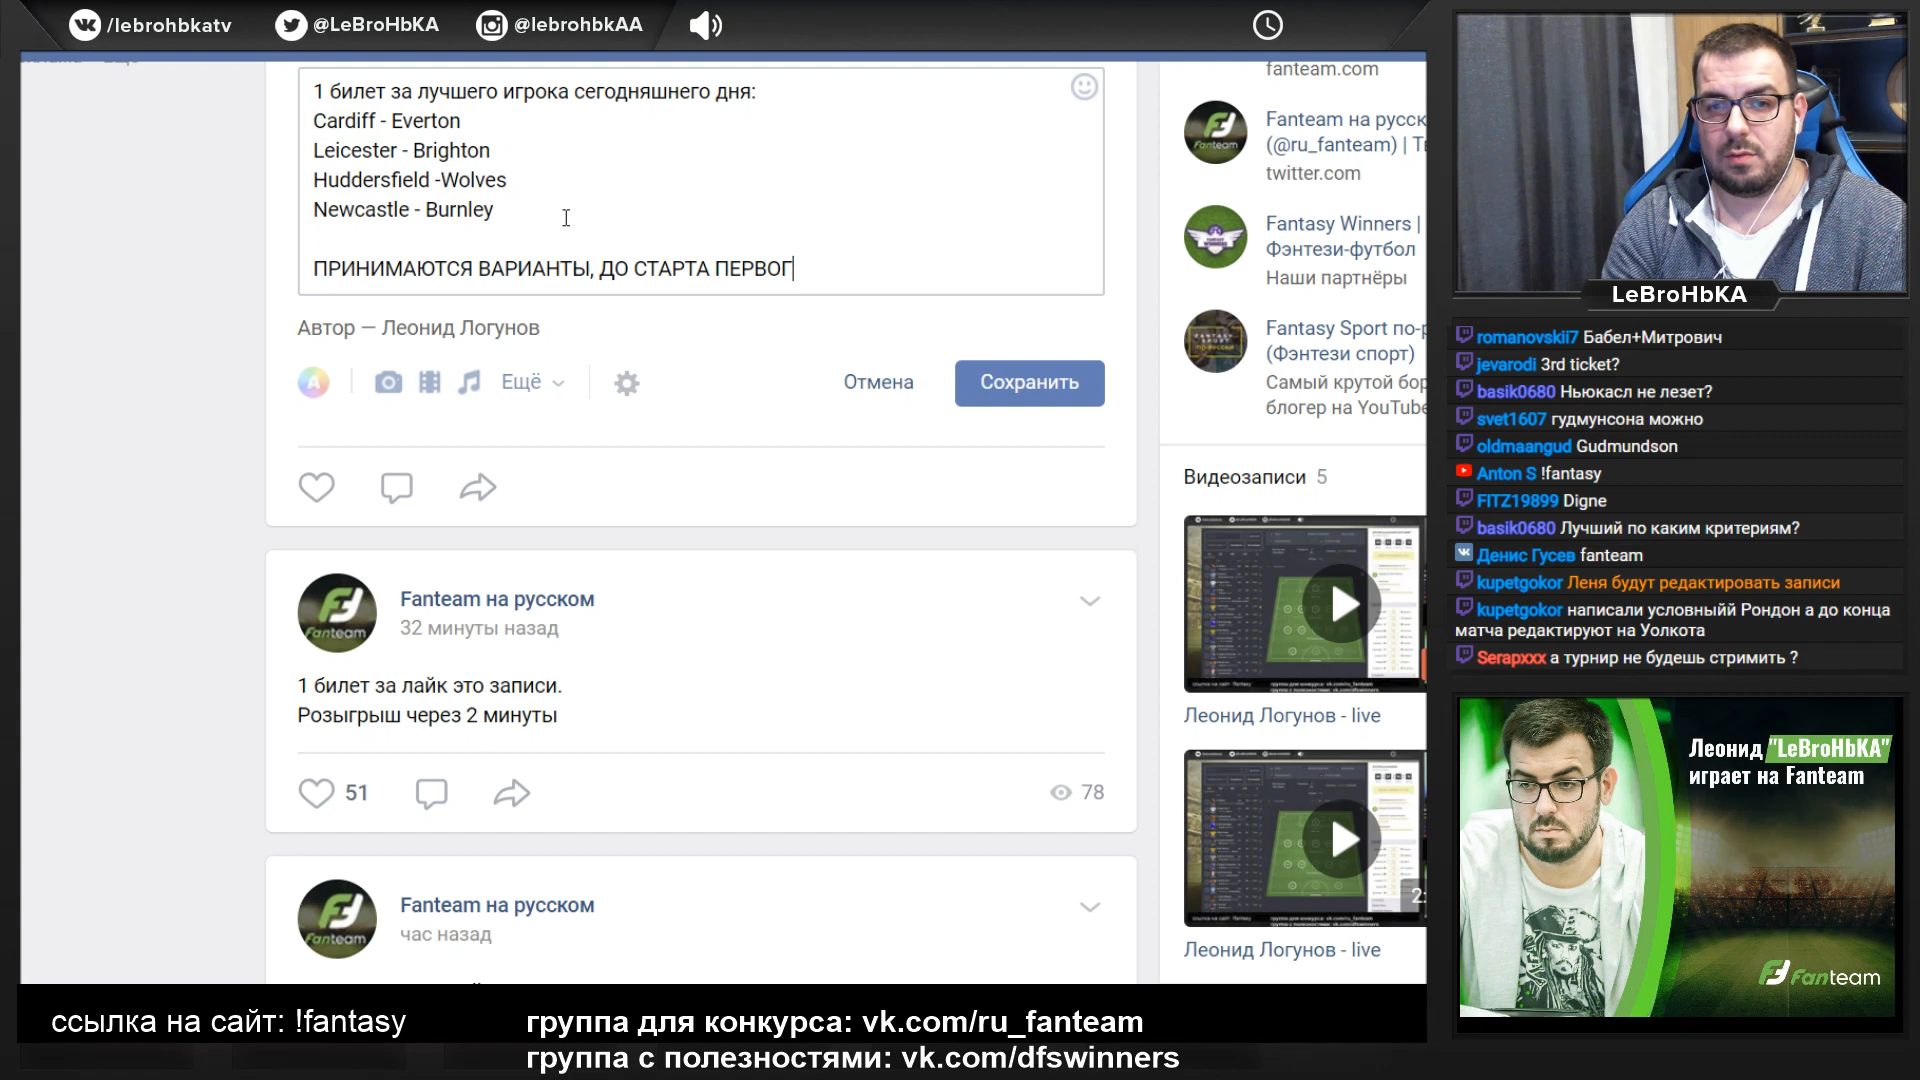 /lebrohbkatv
@LeBroHbKA
@lebrohbkAA
1 билет за лучшего игрока сегодняшнего дня:
Cardiff - Everton
Leicester - Brighton
Huddersfield -Wolves
Newcastle - Burnley
ПРИНИМАЮТСЯ ВАРИАНТЫ, ДО СТАРТА ПЕРВОГ
Автор — Леонид Логунов
Ещё
Отмена
Сохранить
Fanteam на русском
32 минуты назад
1 билет за лайк это записи.
Розыгрыш через 2 минуты
51
78
Fanteam на русском
час назад
fanteam.com
Fanteam на русск
(@ru_fanteam) | Tw
twitter.com
Fantasy Winners |
Фэнтези-футбол
Наши партнёры
Fantasy Sport по-р
(Фэнтези спорт)
Самый крутой бор
блогер на YouTube
Видеозаписи 5
Леонид Логунов - live
2:
Леонид Логунов - live
LeBroHbKA
romanovskii7 Бабел+Митрович
jevarodi 3rd ticket?
basik0680 Ньюкасл не лезет?
svet1607 гудмунсона можно
oldmaangud Gudmundson
Anton S !fantasy
FITZ19899 Digne
basik0680 Лучший по каким критериям?
Денис Гусев fanteam
kupetgokor Леня будут редактировать записи
kupetgokor написали условныйй Рондон а до конца
матча редактируют на Уолкота
Serapxxx а турнир не будешь стримить ?
Леонид "LeBroHbKA"
играет на Fanteam
Fanteam
ссылка на сайт: !fantasy
группа для конкурса: vk.com/ru_fanteam
группа с полезностями: vk.com/dfswinners